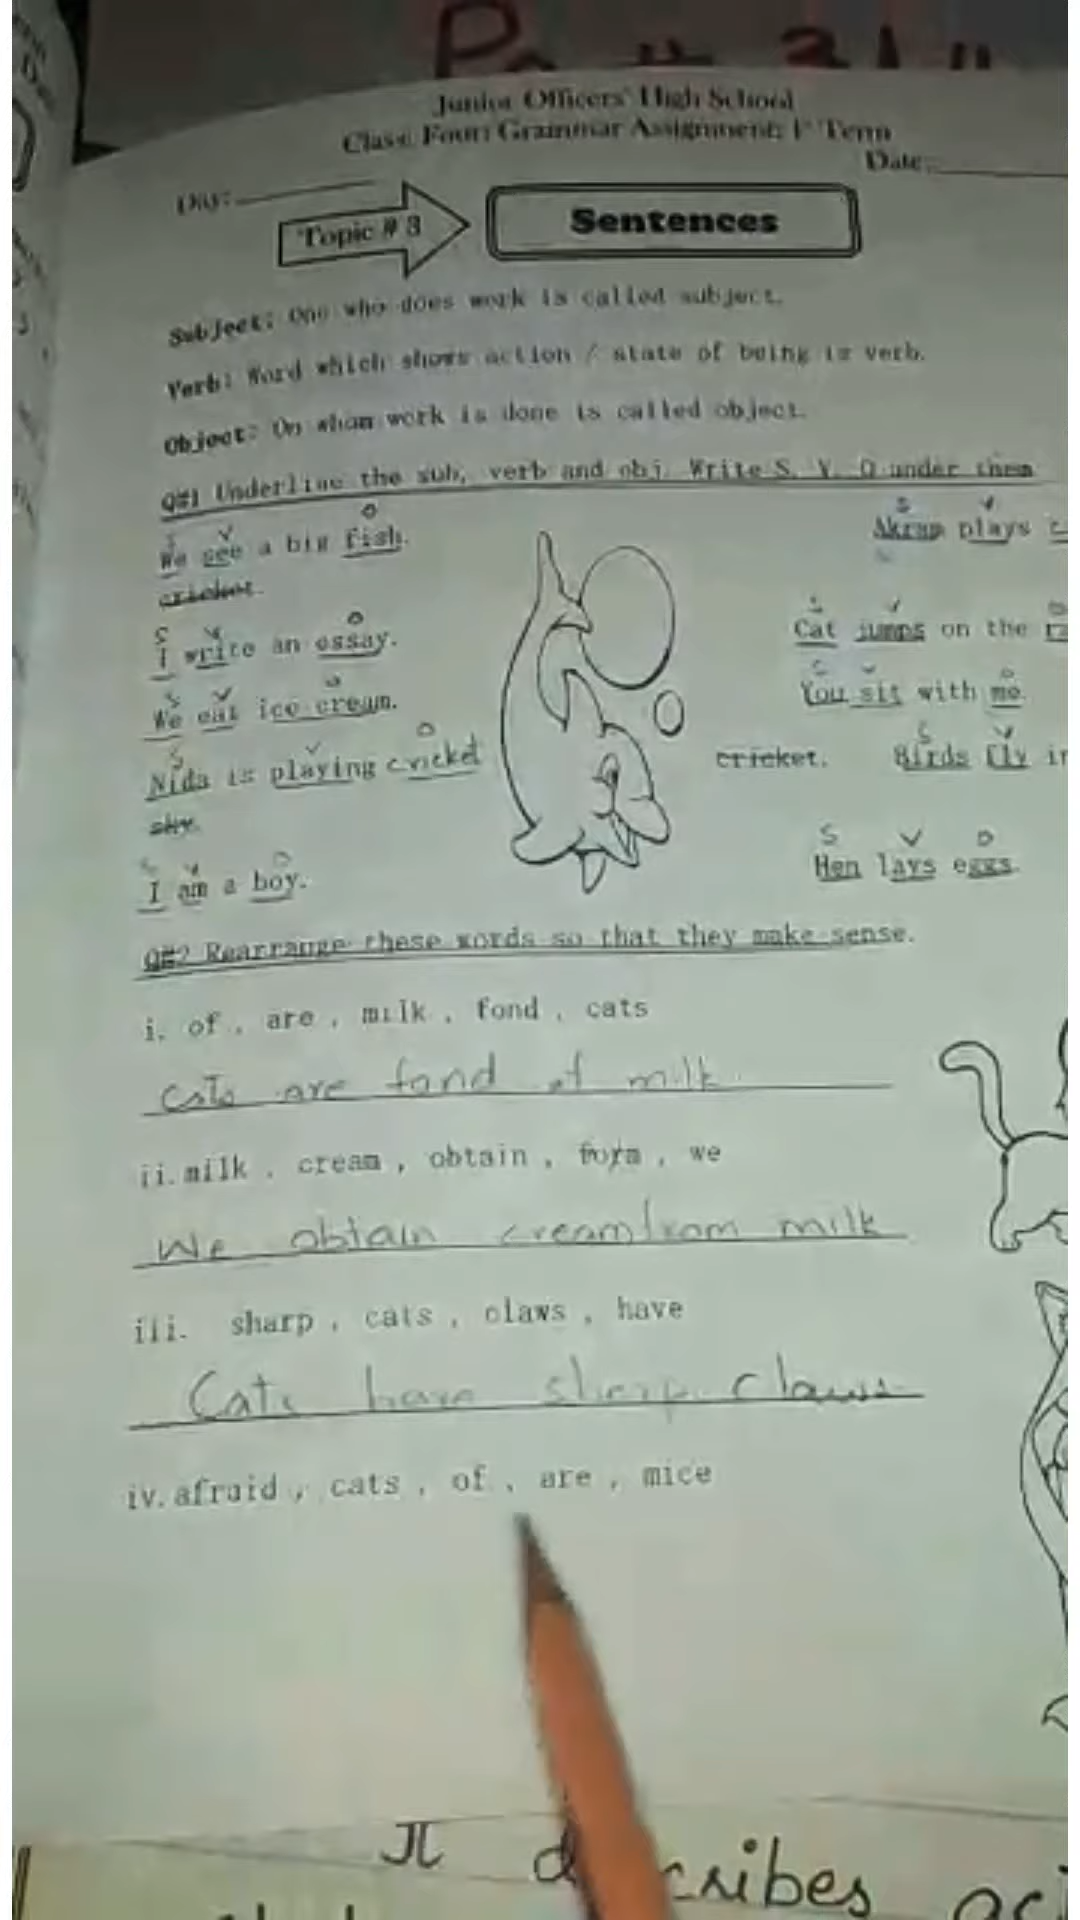 Junior Officers' High School
Class Four: Grammar Assignment: 1st Term
Date:
Day:
Topic # 3
Sentences
Subject: One who does work is called subject.
Verb: Word which shows action / state of being is verb.
Object: On whom work is done is called object.
Q#1 Underline the sub, verb and obj. Write S, V, O under them
S V O S V
We see a big fish. Akram plays
cricket.
S V O S V O
I write an essay. Cat jumps on the
S V O S V O
We eat ice cream. You sit with me
S V O S V
Nida is playing cricket cricket. Birds fly
sky.
S V O S V O
I am a boy. Hen lays eggs.
Q#2 Rearrange these words so that they make sense.
i. of , are , milk , fond , cats
Cats are fond of milk
ii. milk , cream , obtain , , we
We obtain cream from milk
iii. sharp , cats , claws , have
Cats have sharp claws
iv. afraid , cats , of , are , mice
It